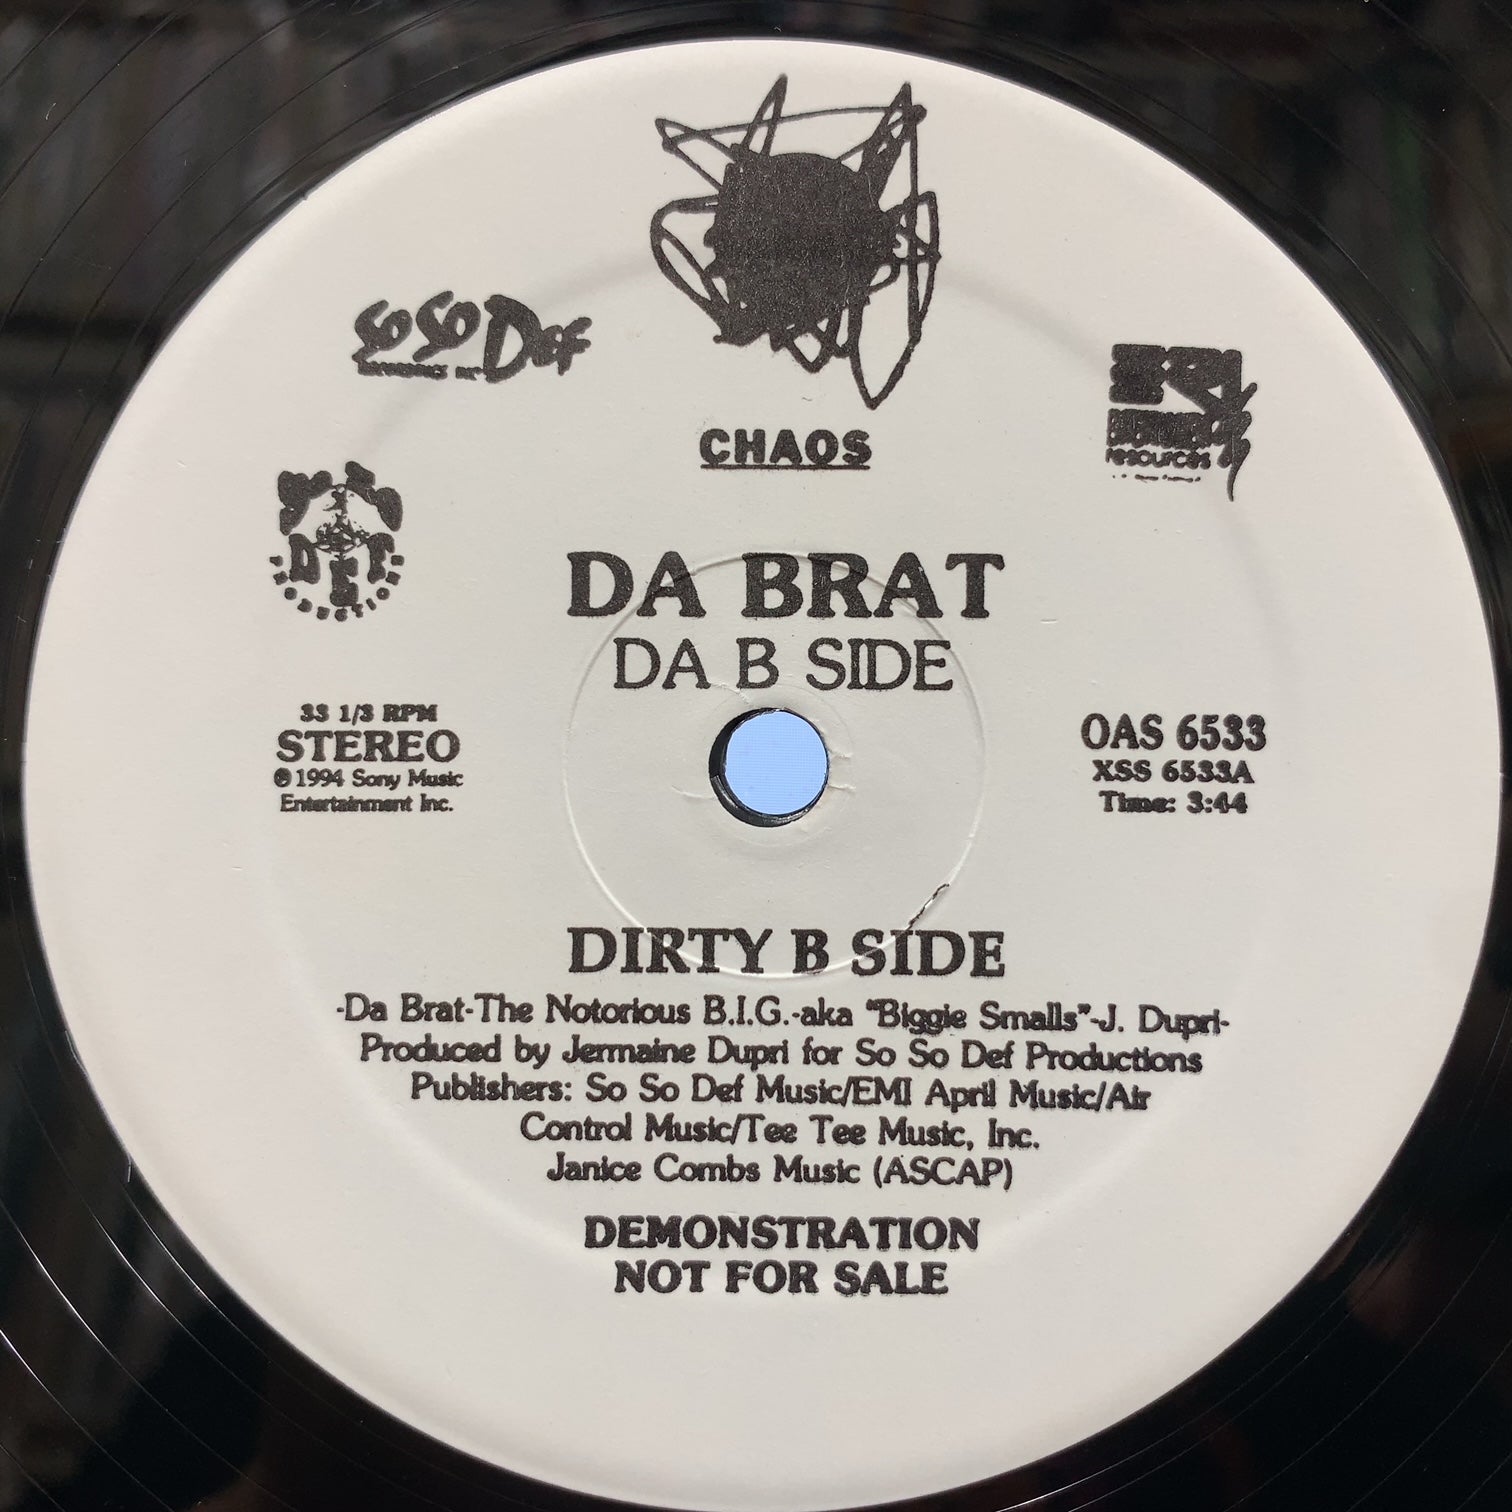 So So Def
CHAOS
resources
PRODUCTIONS
DA BRAT
DA B SIDE
33 1/3 RPM
STEREO
℗ 1994 Sony Music
Entertainment Inc.
OAS 6533
XSS 6533A
Time: 3:44
DIRTY B SIDE
-Da Brat-The Notorious B.I.G.-aka "Biggie Smalls"-J. Dupri-
Produced by Jermaine Dupri for So So Def Productions
Publishers: So So Def Music/EMI April Music/Air
Control Music/Tee Tee Music, Inc.
Janice Combs Music (ASCAP)
DEMONSTRATION
NOT FOR SALE